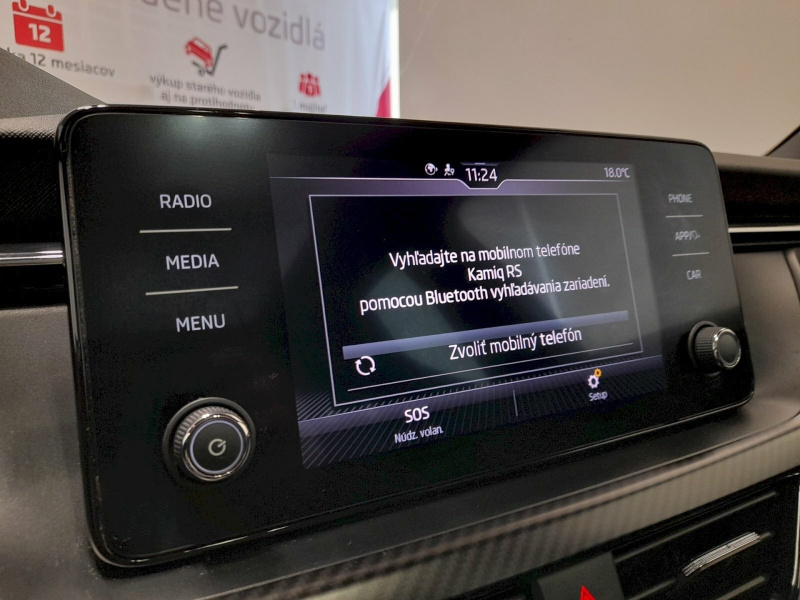 vozidlá
12
12 mesiacov
výkup starého vozidla
aj na protihodnotu
RADIO
MEDIA
MENU
11:24
18.0°C
Vyhľadajte na mobilnom telefóne
Kamiq RS
pomocou Bluetooth vyhľadávania zariadení.
Zvoliť mobilný telefón
SOS
Núdz. volan.
Setup
PHONE
CAR